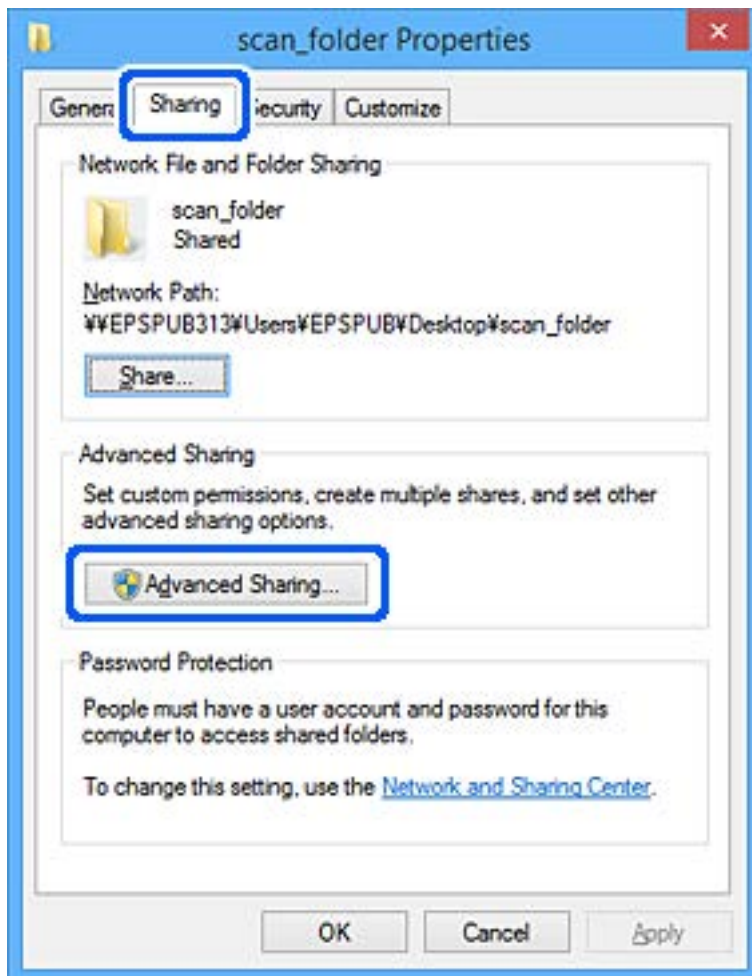 scan_folder Properties
General Sharing Security Customize
Network File and Folder Sharing
scan_folder
Shared
Network Path:
¥¥EPSPUB313¥Users¥EPSPUB¥Desktop¥scan_folder
Share...
Advanced Sharing
Set custom permissions, create multiple shares, and set other
advanced sharing options.
Advanced Sharing...
Password Protection
People must have a user account and password for this
computer to access shared folders.
To change this setting, use the Network and Sharing Center.
OK Cancel Apply